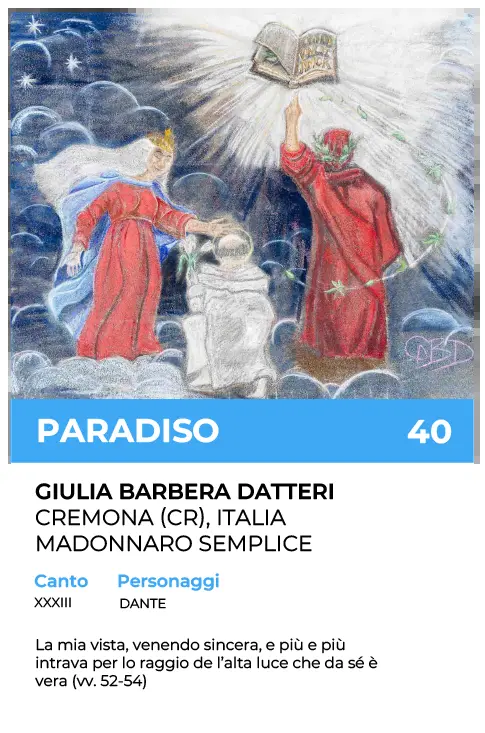 PARADISO 40
GIULIA BARBERA DATTERI
CREMONA (CR), ITALIA
MADONNARO SEMPLICE
Canto Personaggi
XXXIII DANTE
La mia vista, venendo sincera, e più e più
intrava per lo raggio de l’alta luce che da sé è
vera (vv. 52-54)